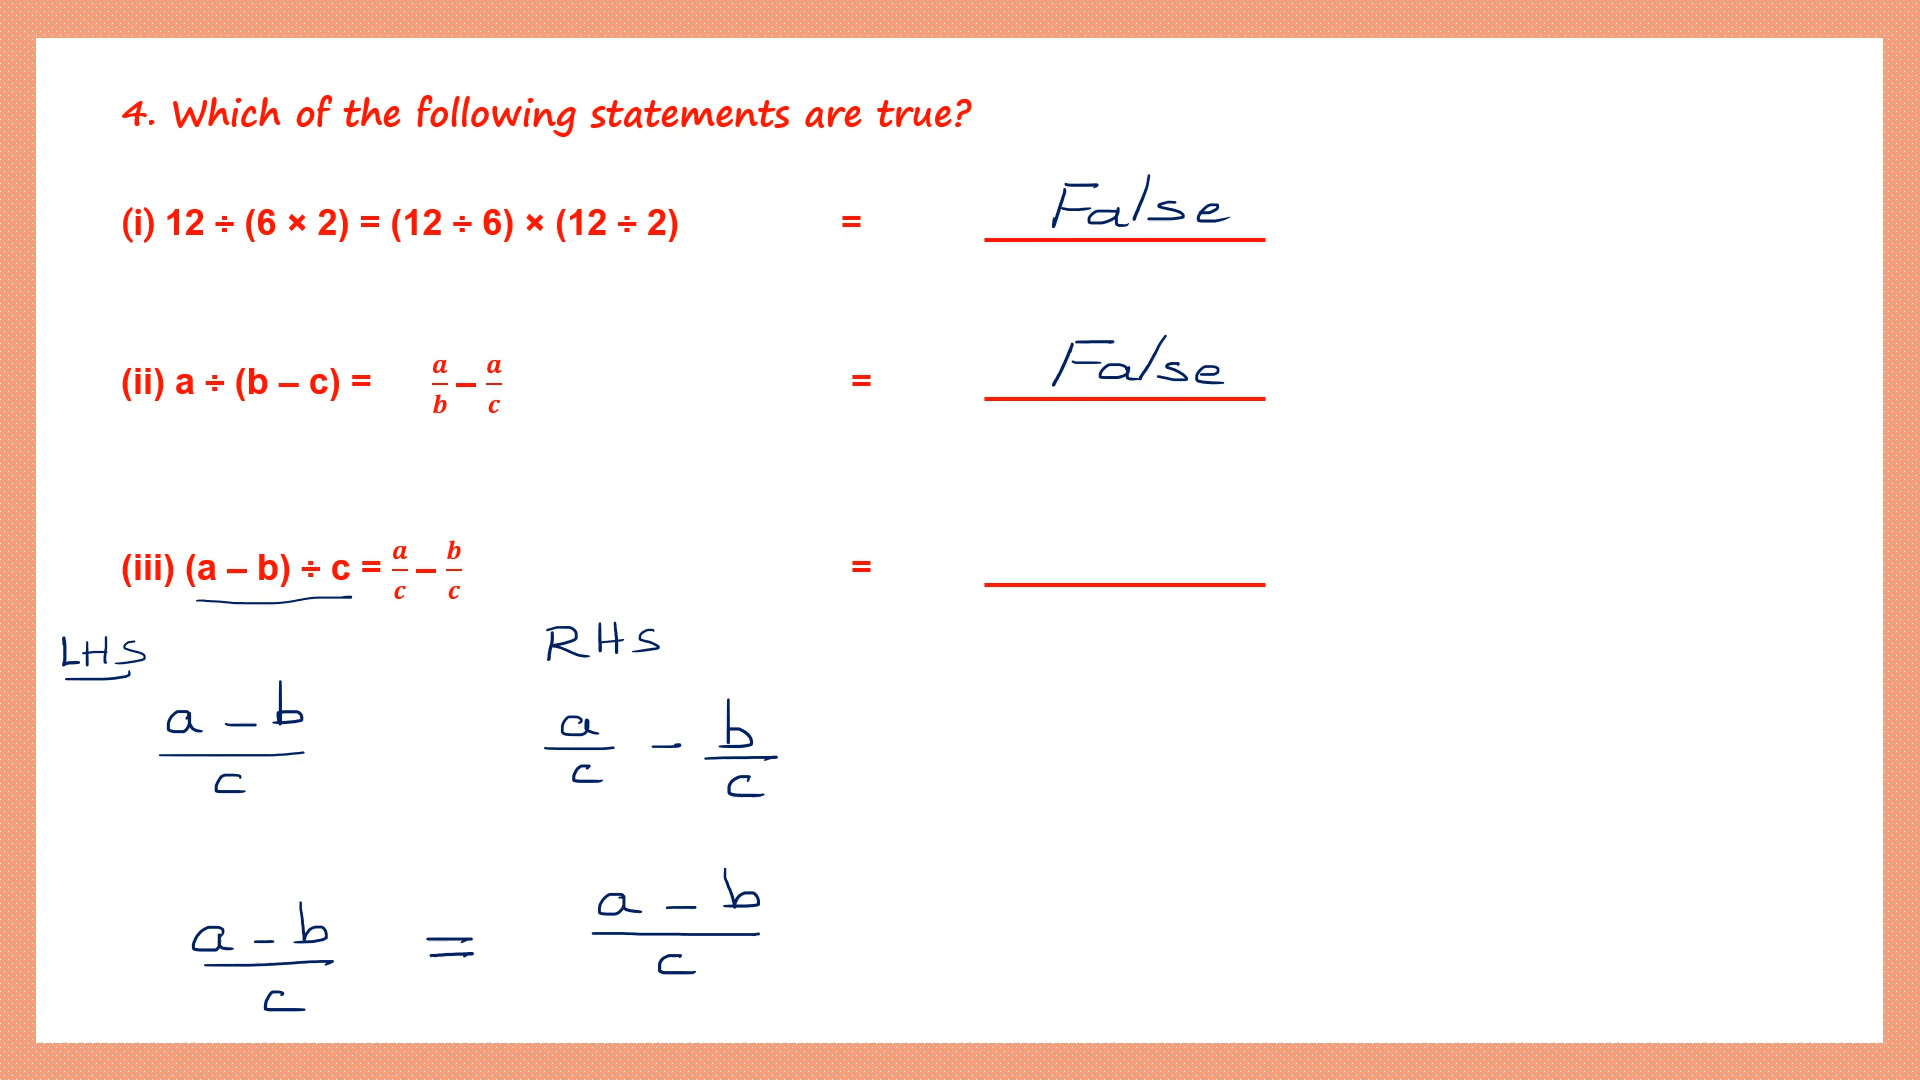 4. Which of the following statements are true?
(i) 12 ÷ (6 × 2) = (12 ÷ 6) × (12 ÷ 2) = False
(ii) a ÷ (b – c) = a/b – a/c = False
(iii) (a – b) ÷ c = a/c – b/c =
LHS RHS
a – b / c a/c – b/c
a – b / c = a – b / c